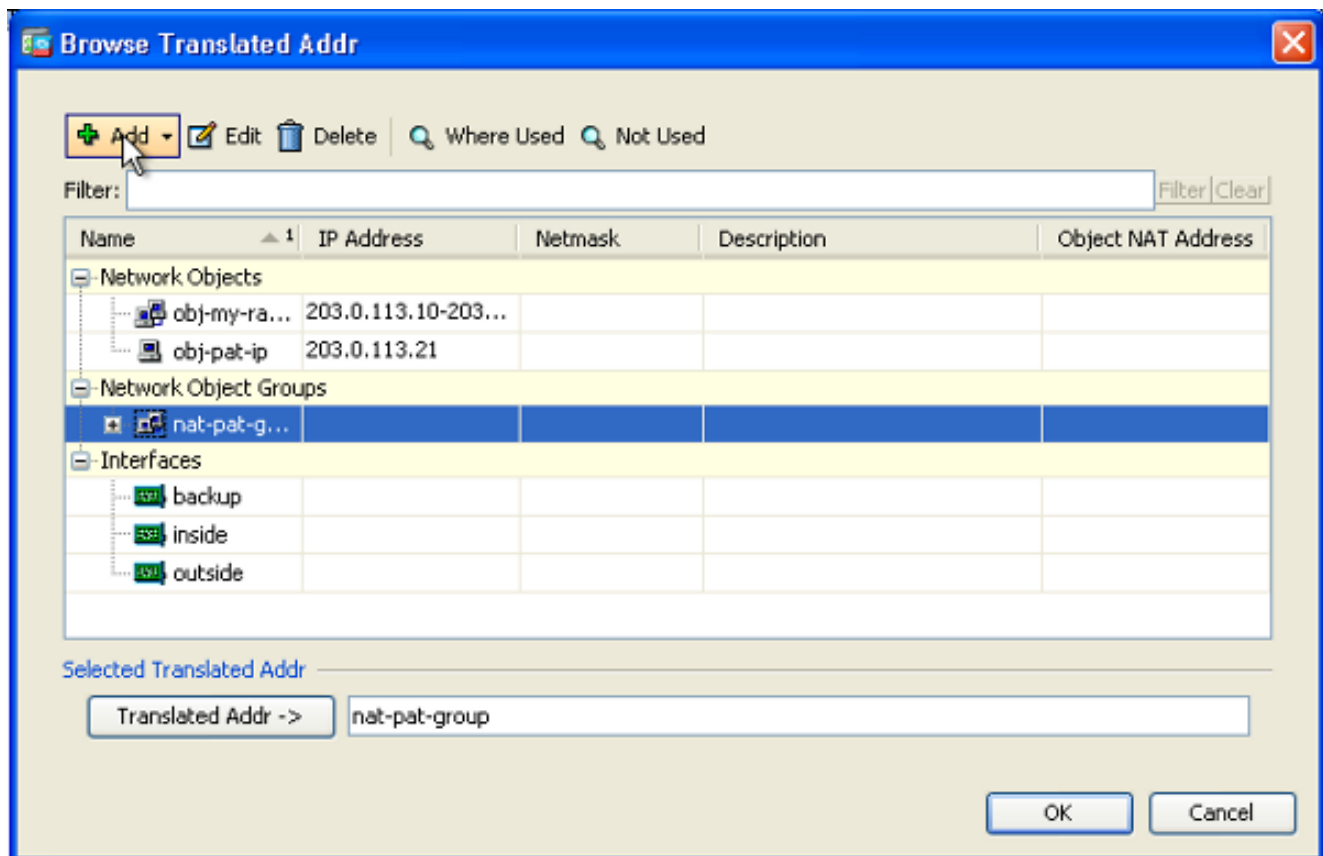 Browse Translated Addr
Add Edit Delete Where Used Not Used
Filter: Filter Clear
Name 1 IP Address Netmask Description Object NAT Address
Network Objects
obj-my-ra... 203.0.113.10-203...
obj-pat-ip 203.0.113.21
Network Object Groups
nat-pat-g...
Interfaces
backup
inside
outside
Selected Translated Addr
Translated Addr -> nat-pat-group
OK Cancel